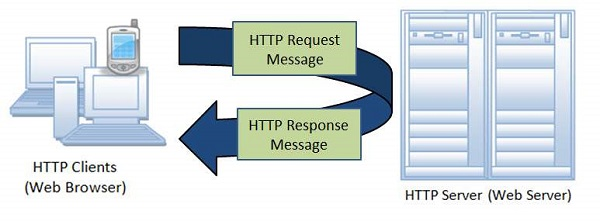 HTTP Request
Message
HTTP Response
Message
HTTP Clients
(Web Browser)
HTTP Server (Web Server)